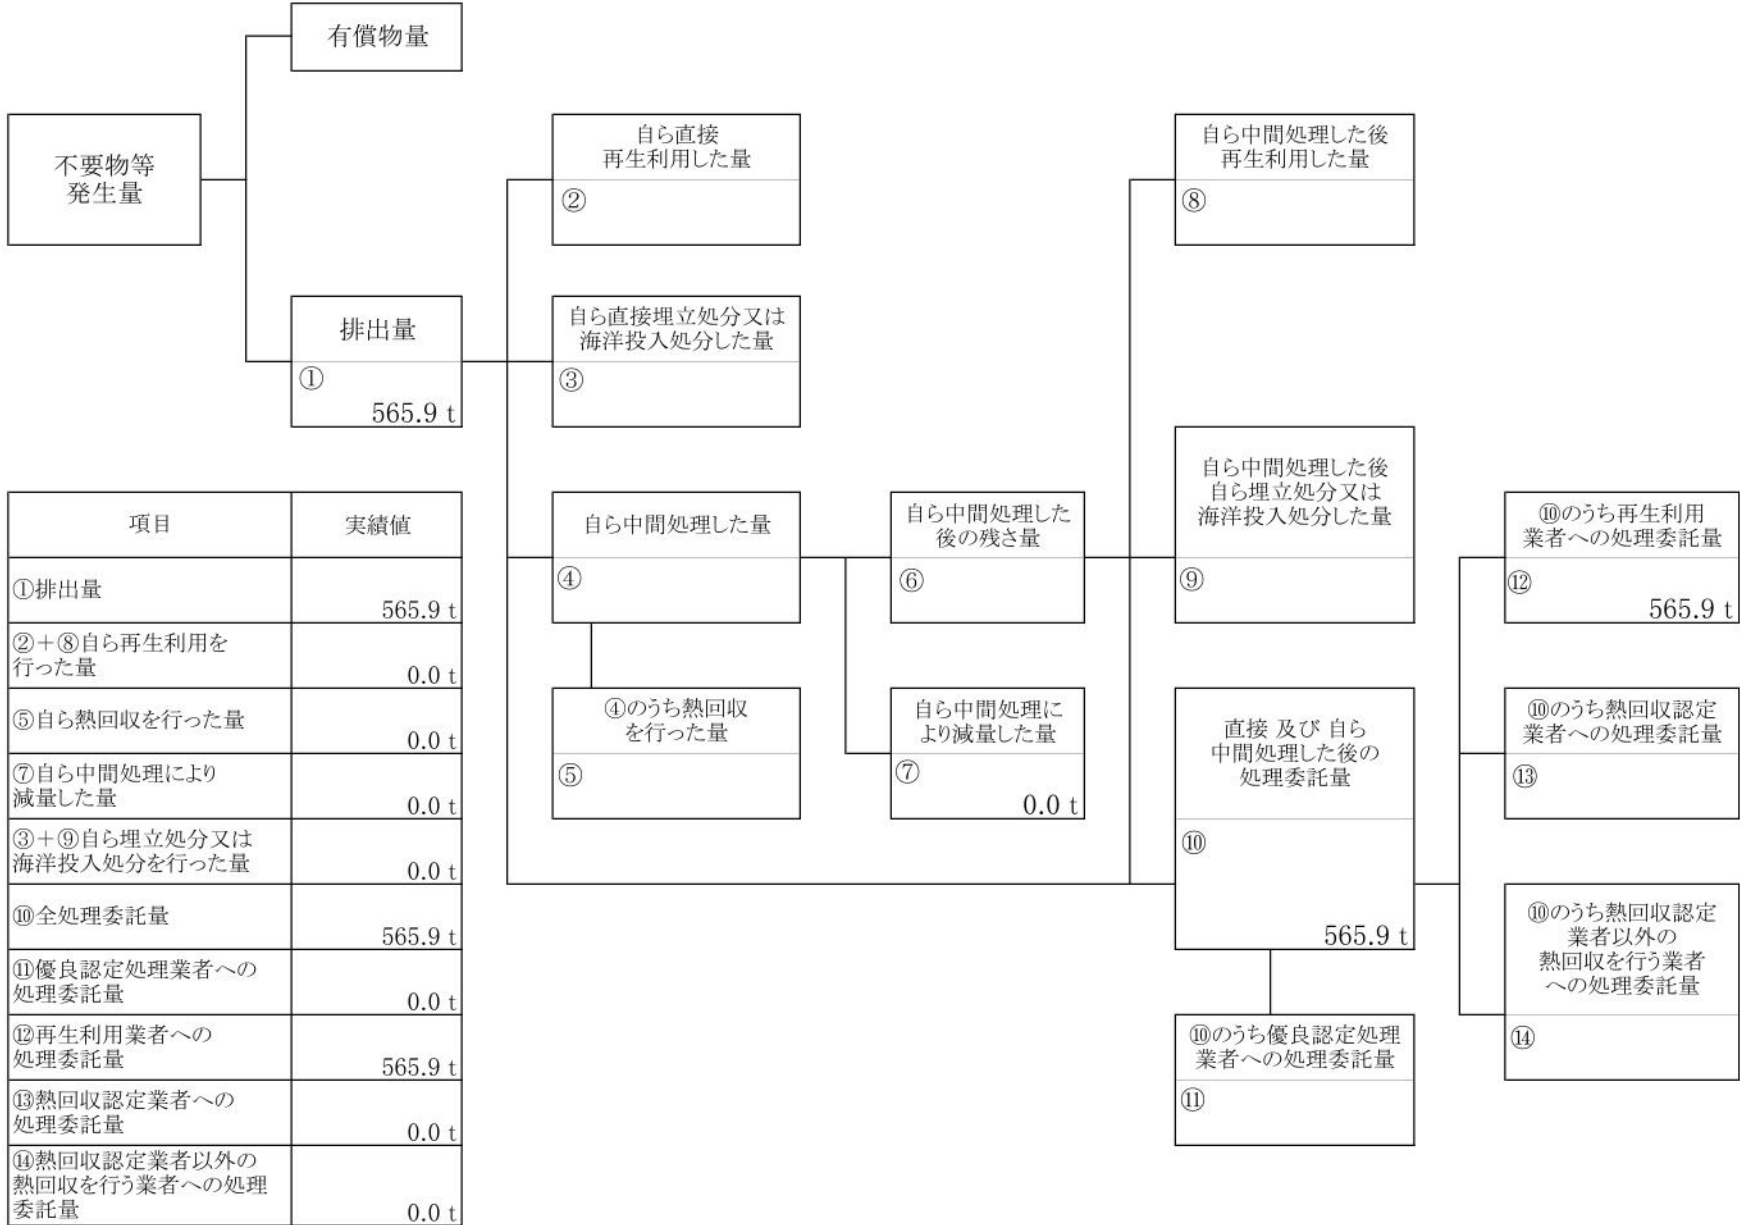 有償物量
不要物等
発生量
自ら直接
再生利用した量
②
自ら中間処理した後
再生利用した量
⑧
排出量
①
565.9 t
自ら直接埋立処分又は
海洋投入処分した量
③
自ら中間処理した量
④
自ら中間処理した
後の残さ量
⑥
自ら中間処理した後
自ら埋立処分又は
海洋投入処分した量
⑨
⑩のうち再生利用
業者への処理委託量
⑫
565.9 t
④のうち熱回収
を行った量
⑤
自ら中間処理に
より減量した量
⑦
0.0 t
直接 及び 自ら
中間処理した後の
処理委託量
⑩
565.9 t
⑩のうち熱回収認定
業者への処理委託量
⑬
⑩のうち熱回収認定
業者以外の
熱回収を行う業者
への処理委託量
⑭
⑩のうち優良認定処理
業者への処理委託量
⑪
項目 実績値
①排出量
565.9 t
②+⑧自ら再生利用を
行った量
0.0 t
⑤自ら熱回収を行った量
0.0 t
⑦自ら中間処理により
減量した量
0.0 t
③+⑨自ら埋立処分又は
海洋投入処分を行った量
0.0 t
⑩全処理委託量
565.9 t
⑪優良認定処理業者への
処理委託量
0.0 t
⑫再生利用業者への
処理委託量
565.9 t
⑬熱回収認定業者への
処理委託量
0.0 t
⑭熱回収認定業者以外の
熱回収を行う業者への処理
委託量
0.0 t